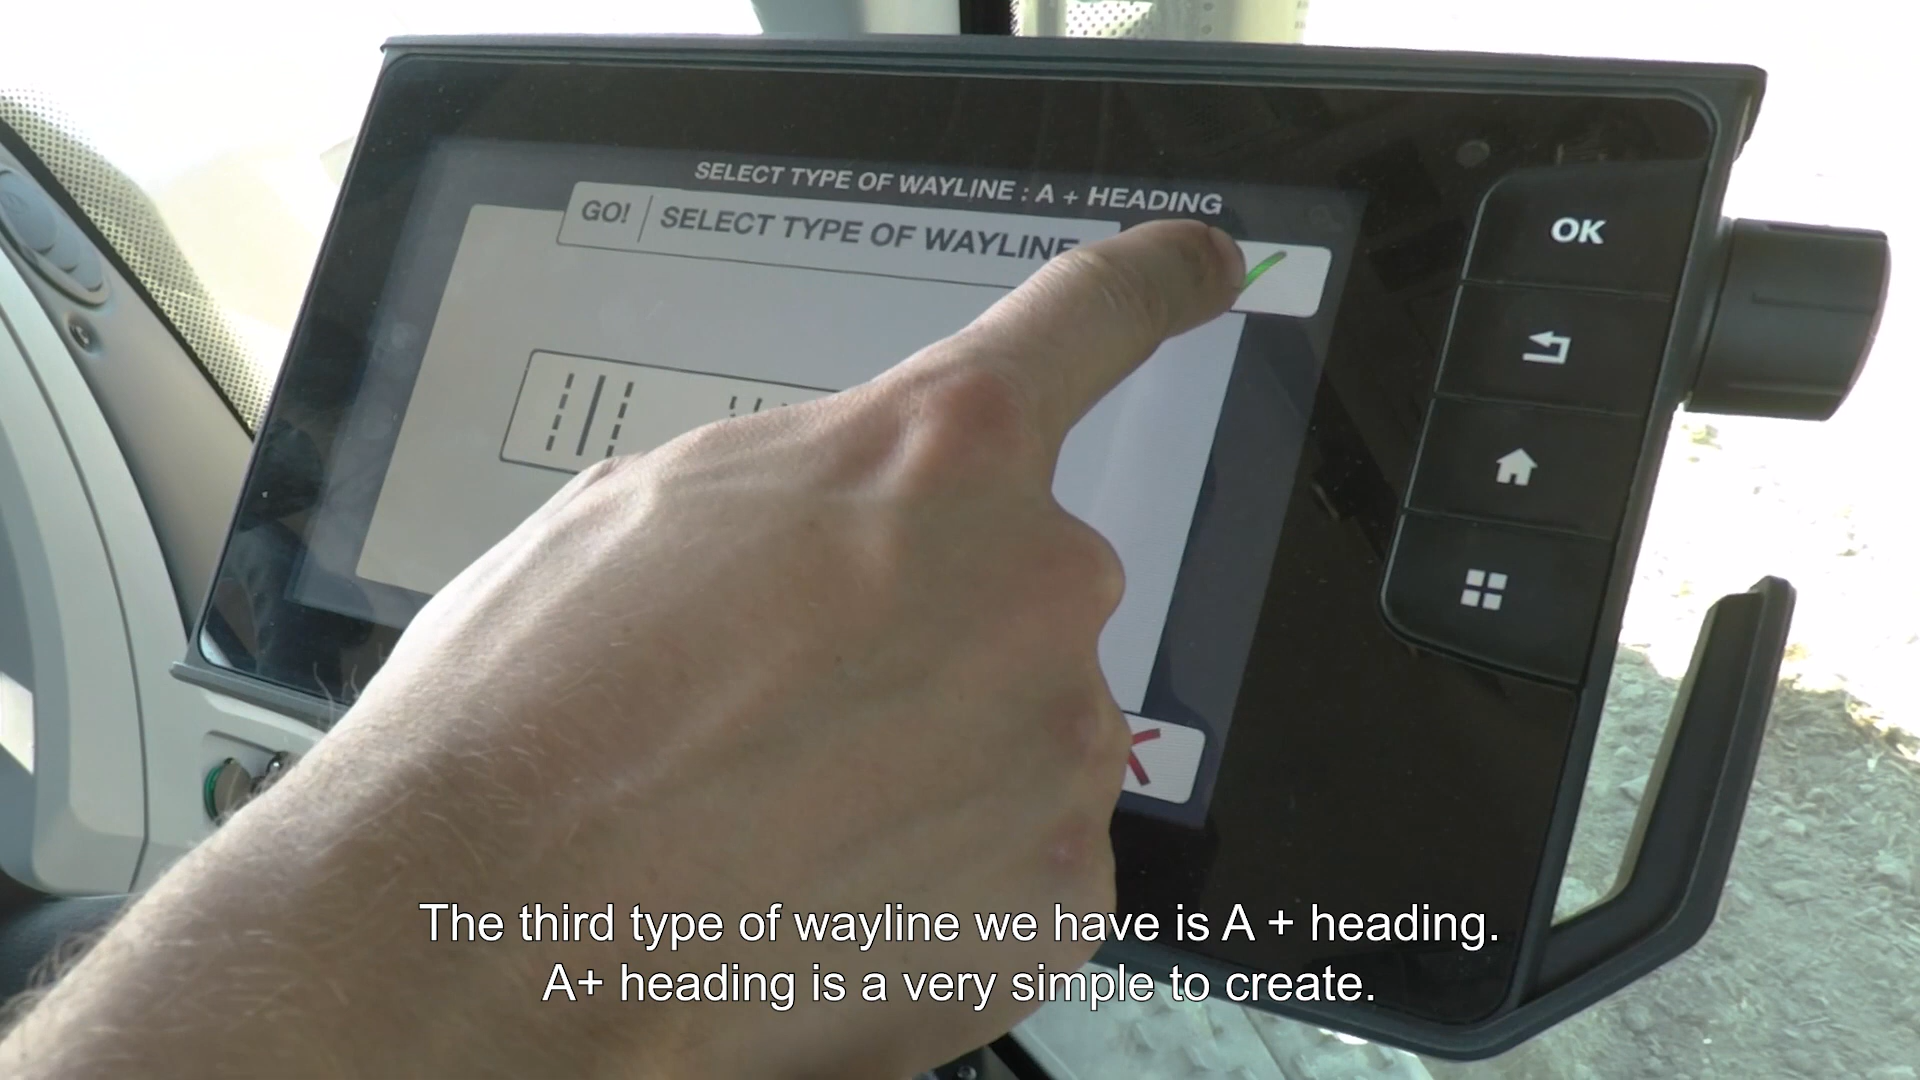 SELECT TYPE OF WAYLINE : A + HEADING
GO! SELECT TYPE OF WAYLINE
OK
The third type of wayline we have is A + heading.
A+ heading is a very simple to create.